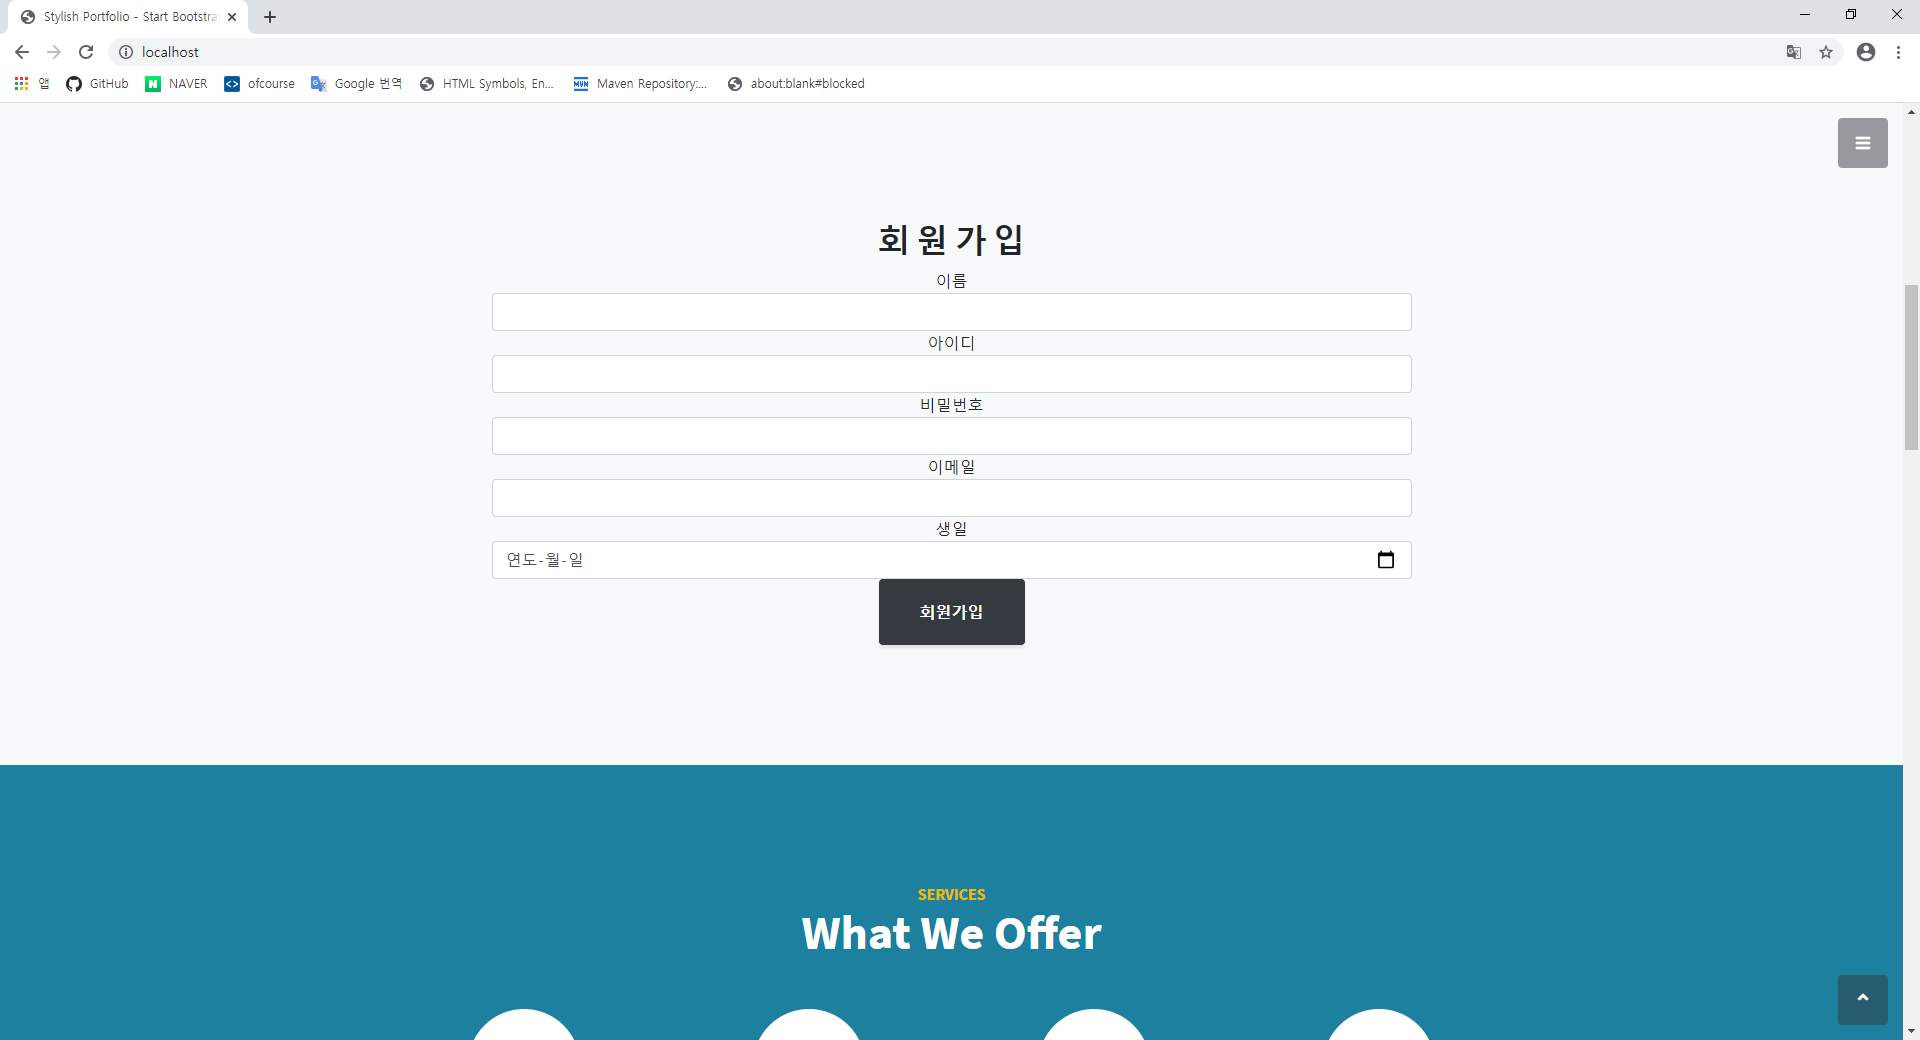 Stylish Portfolio - Start Bootstra
localhost
앱 GitHub NAVER ofcourse Google 번역 HTML Symbols, En... Maven Repository:... about:blank#blocked
회 원 가 입
이름
아이디
비밀번호
이메일
생일
연도-월-일
회원가입
SERVICES
What We Offer